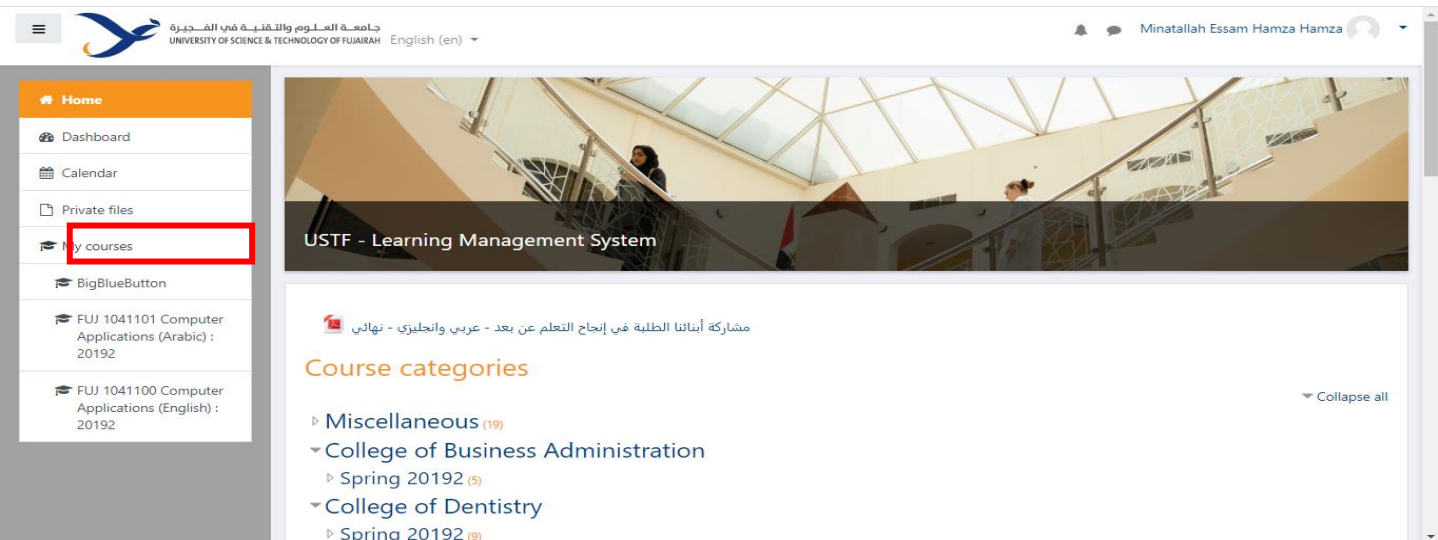 جامعة العلوم والتقنية في الفجيرة
UNIVERSITY OF SCIENCE & TECHNOLOGY OF FUJAIRAH
English (en)
Minatallah Essam Hamza Hamza
Home
Dashboard
Calendar
Private files
My courses
BigBlueButton
FUJ 1041101 Computer
Applications (Arabic) :
20192
FUJ 1041100 Computer
Applications (English) :
20192
USTF - Learning Management System
مشاركة أبنائنا الطلبة في إنجاح التعلم عن بعد - عربي وانجليزي - نهائي
Course categories
Collapse all
Miscellaneous (19)
College of Business Administration
Spring 20192 (5)
College of Dentistry
Spring 20192 (9)